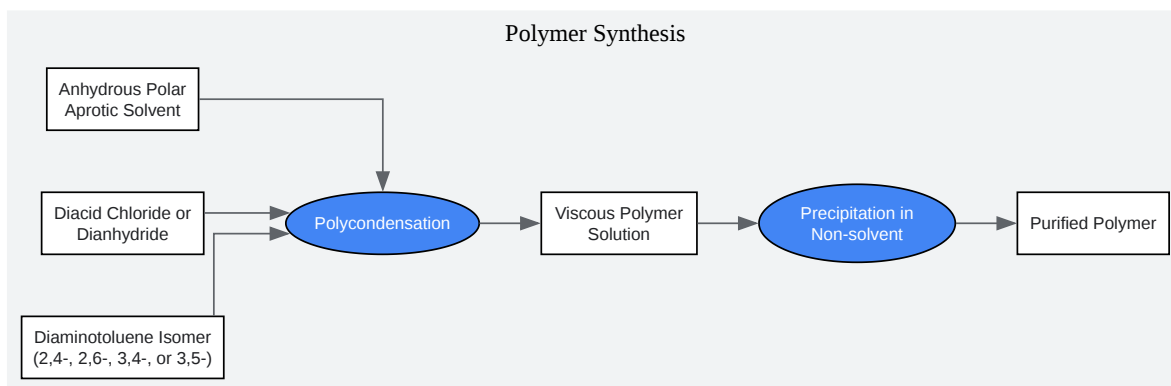 Polymer Synthesis
Anhydrous Polar
Aprotic Solvent
Diacid Chloride or
Dianhydride
Polycondensation
Viscous Polymer
Solution
Precipitation in
Non-solvent
Purified Polymer
Diaminotoluene Isomer
(2,4-, 2,6-, 3,4-, or 3,5-)